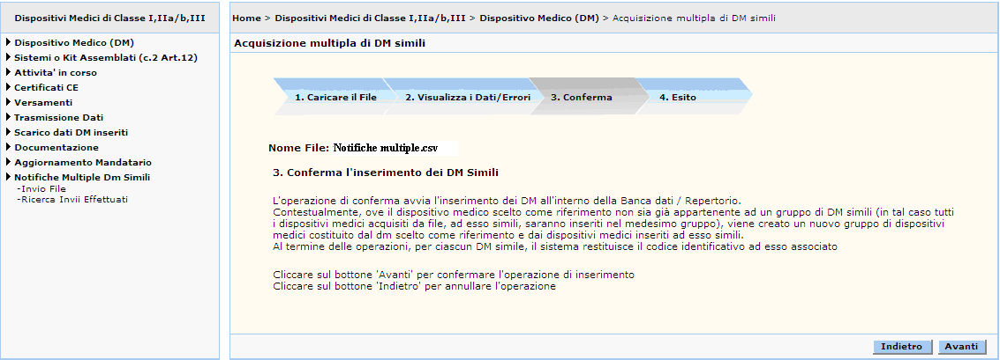 Dispositivi Medici di Classe I,IIa/b,III
Dispositivo Medico (DM)
Sistemi o Kit Assemblati (c.2 Art.12)
Attivita' in corso
Certificati CE
Versamenti
Trasmissione Dati
Scarico dati DM inseriti
Documentazione
Aggiornamento Mandatario
Notifiche Multiple Dm Simili
-Invio File
-Ricerca Invii Effettuati
Home > Dispositivi Medici di Classe I,IIa/b,III > Dispositivo Medico (DM) > Acquisizione multipla di DM simili
Acquisizione multipla di DM simili
1. Caricare il File 2. Visualizza i Dati/Errori 3. Conferma 4. Esito
Nome File: Notifiche multiple.csv
3. Conferma l'inserimento dei DM Simili
L'operazione di conferma avvia l'inserimento dei DM all'interno della Banca dati / Repertorio.
Contestualmente, ove il dispositivo medico scelto come riferimento non sia già appartenente ad un gruppo di DM simili (in tal caso tutti
i dispositivi medici acquisiti da file, ad esso simili, saranno inseriti nel medesimo gruppo), viene creato un nuovo gruppo di dispositivi
medici costituito dal dm scelto come riferimento e dai dispositivi medici inseriti ad esso simili.
Al termine delle operazioni, per ciascun DM simile, il sistema restituisce il codice identificativo ad esso associato
Cliccare sul bottone 'Avanti' per confermare l'operazione di inserimento
Cliccare sul bottone 'Indietro' per annullare l'operazione
Indietro Avanti